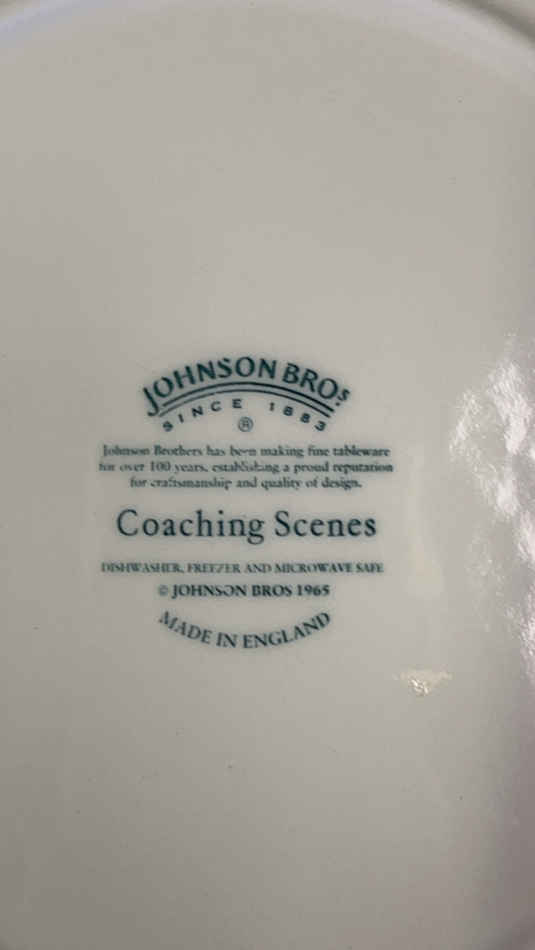 JOHNSON BROS.
SINCE 1883
®
Johnson Brothers has been making fine tableware
for over 100 years, establishing a proud reputation
for craftsmanship and quality of design.
Coaching Scenes
DISHWASHER, FREEZER AND MICROWAVE SAFE
© JOHNSON BROS 1965
MADE IN ENGLAND